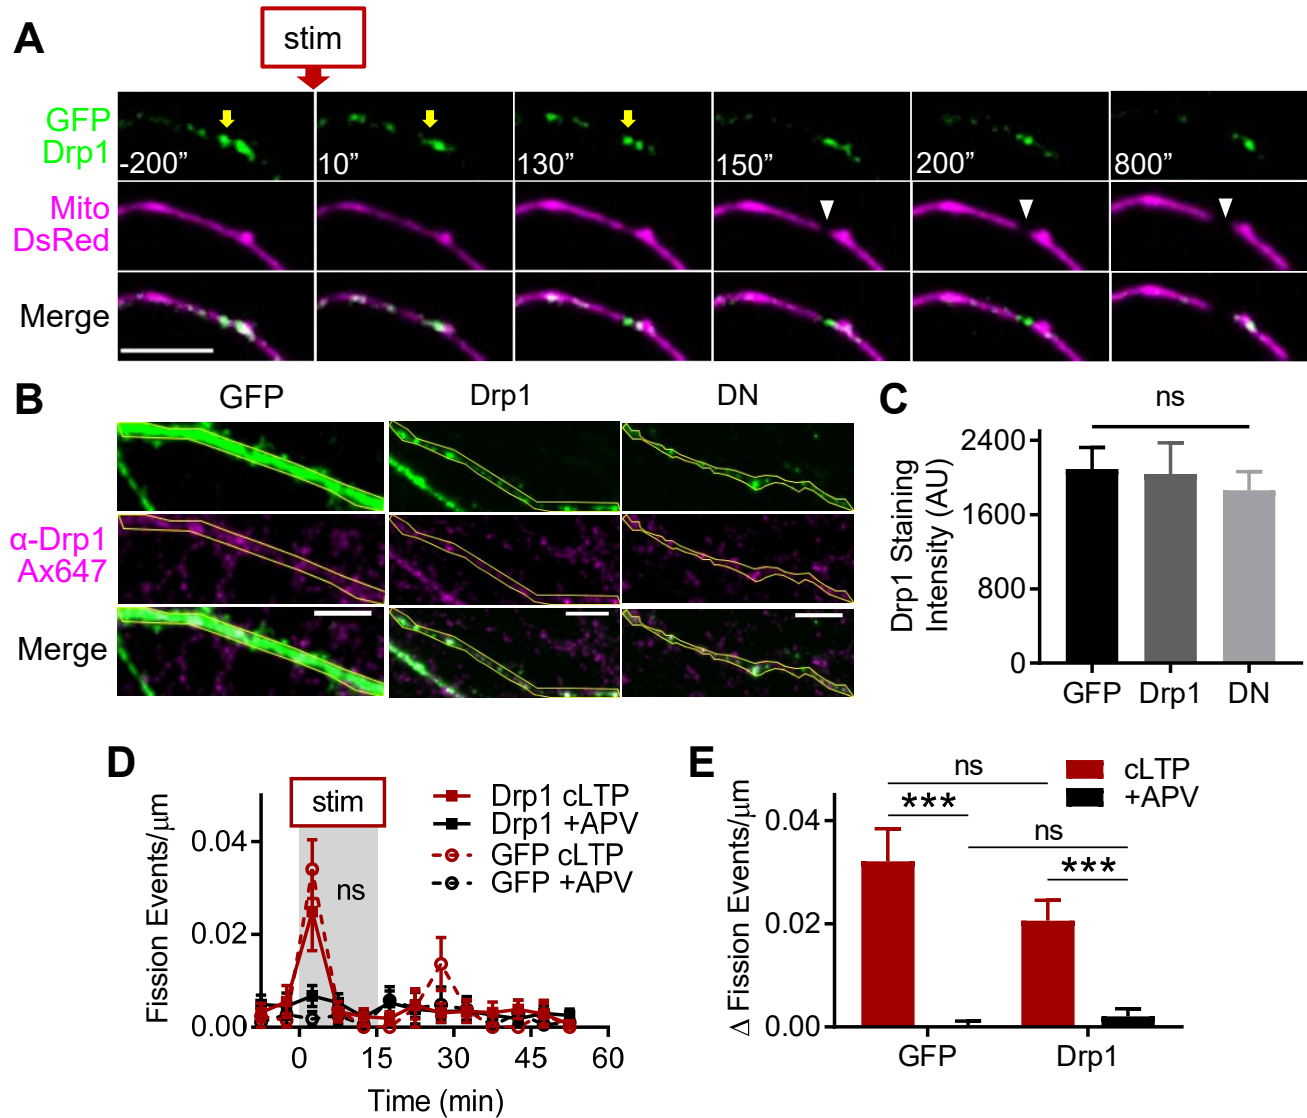 A
stim
GFP
Drp1
-200”
10”
130”
150”
200”
800”
Mito
DsRed
Merge
B
GFP
Drp1
DN
α-Drp1
Ax647
Merge
C
ns
Drp1 Staining
Intensity (AU)
2400
1600
800
0
GFP
Drp1
DN
D
stim
ns
Drp1 cLTP
Drp1 +APV
GFP cLTP
GFP +APV
Fission Events/μm
0.04
0.02
0.00
0
15
30
45
60
Time (min)
E
ns
cLTP
+APV
***
ns
***
Δ Fission Events/μm
0.04
0.02
0.00
GFP
Drp1